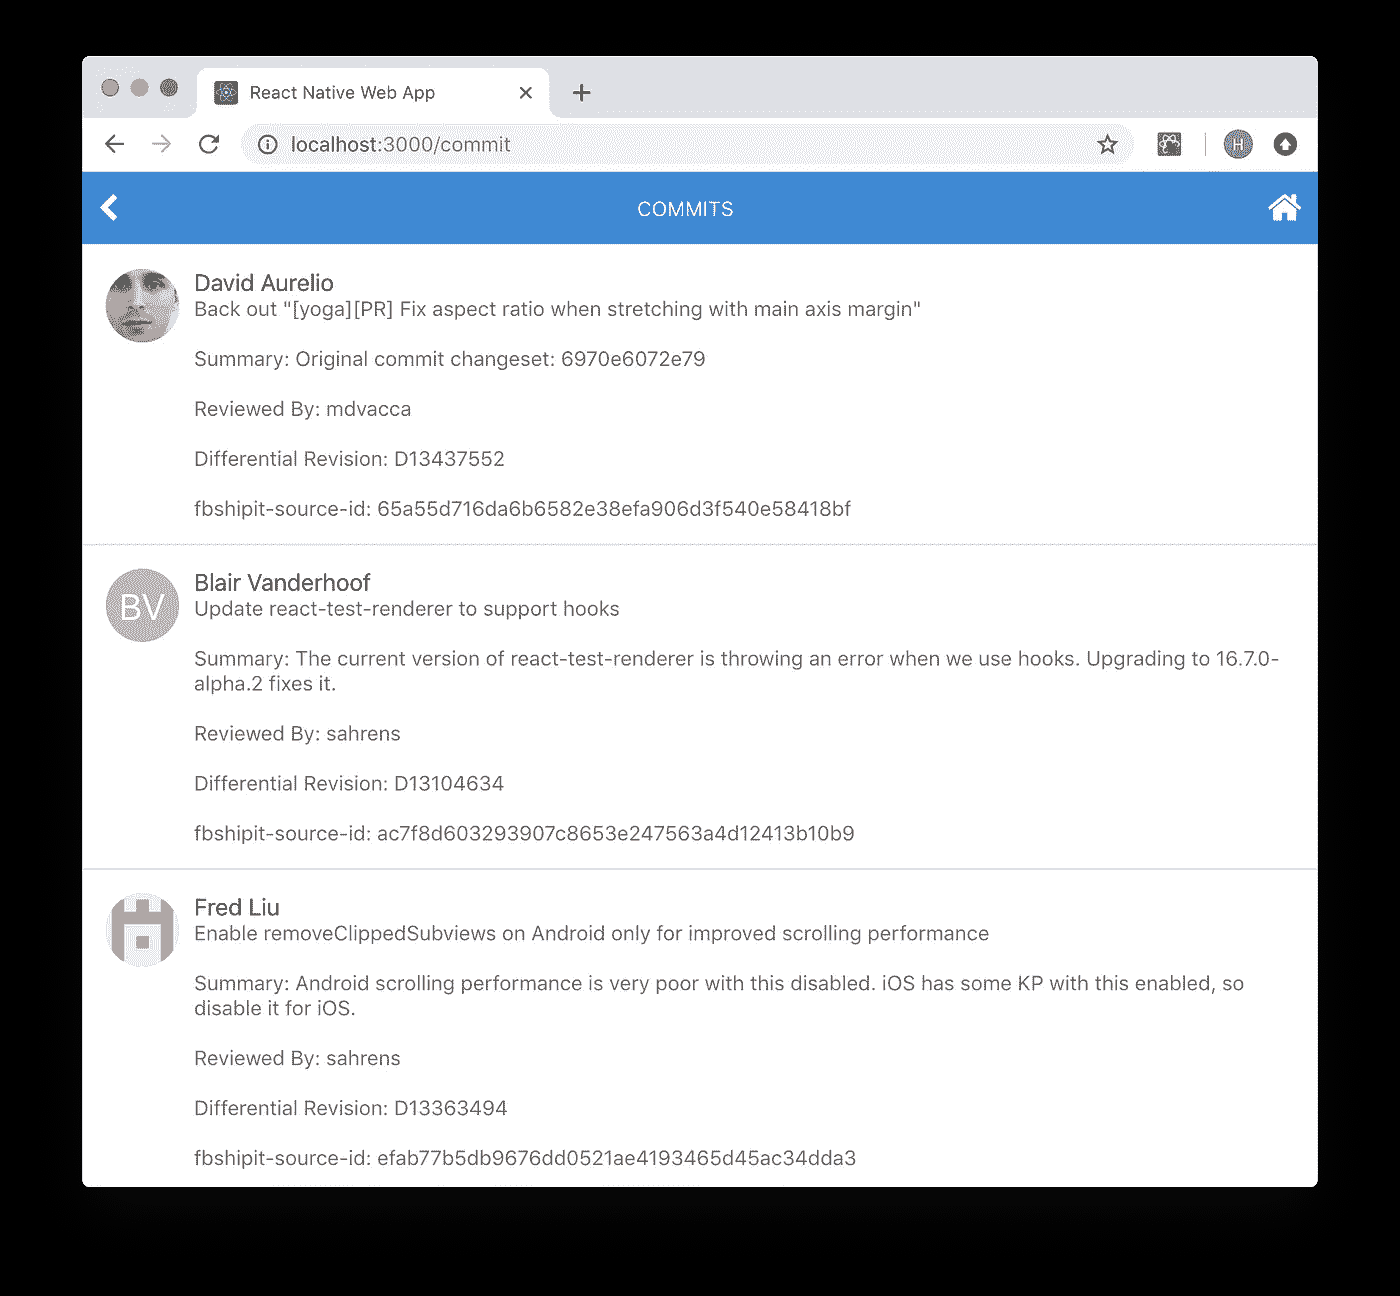 React Native Web App
localhost:3000/commit
H
COMMITS
David Aurelio
Back out "[yoga][PR] Fix aspect ratio when stretching with main axis margin"
Summary: Original commit changeset: 6970e6072e79
Reviewed By: mdvacca
Differential Revision: D13437552
fbshipit-source-id: 65a55d716da6b6582e38efa906d3f540e58418bf
BV
Blair Vanderhoof
Update react-test-renderer to support hooks
Summary: The current version of react-test-renderer is throwing an error when we use hooks. Upgrading to 16.7.0-
alpha.2 fixes it.
Reviewed By: sahrens
Differential Revision: D13104634
fbshipit-source-id: ac7f8d603293907c8653e247563a4d12413b10b9
Fred Liu
Enable removeClippedSubviews on Android only for improved scrolling performance
Summary: Android scrolling performance is very poor with this disabled. iOS has some KP with this enabled, so
disable it for iOS.
Reviewed By: sahrens
Differential Revision: D13363494
fbshipit-source-id: efab77b5db9676dd0521ae4193465d45ac34dda3